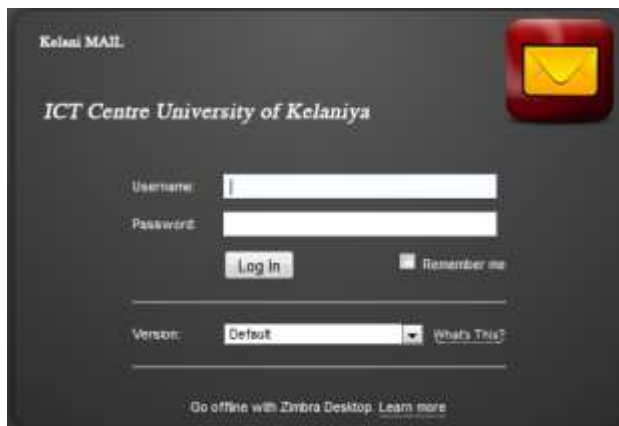 Kelani MAIL
ICT Centre University of Kelaniya
Username:
Password:
Log In
Remember me
Version:
Default
What's This?
Go offline with Zimbra Desktop. Learn more